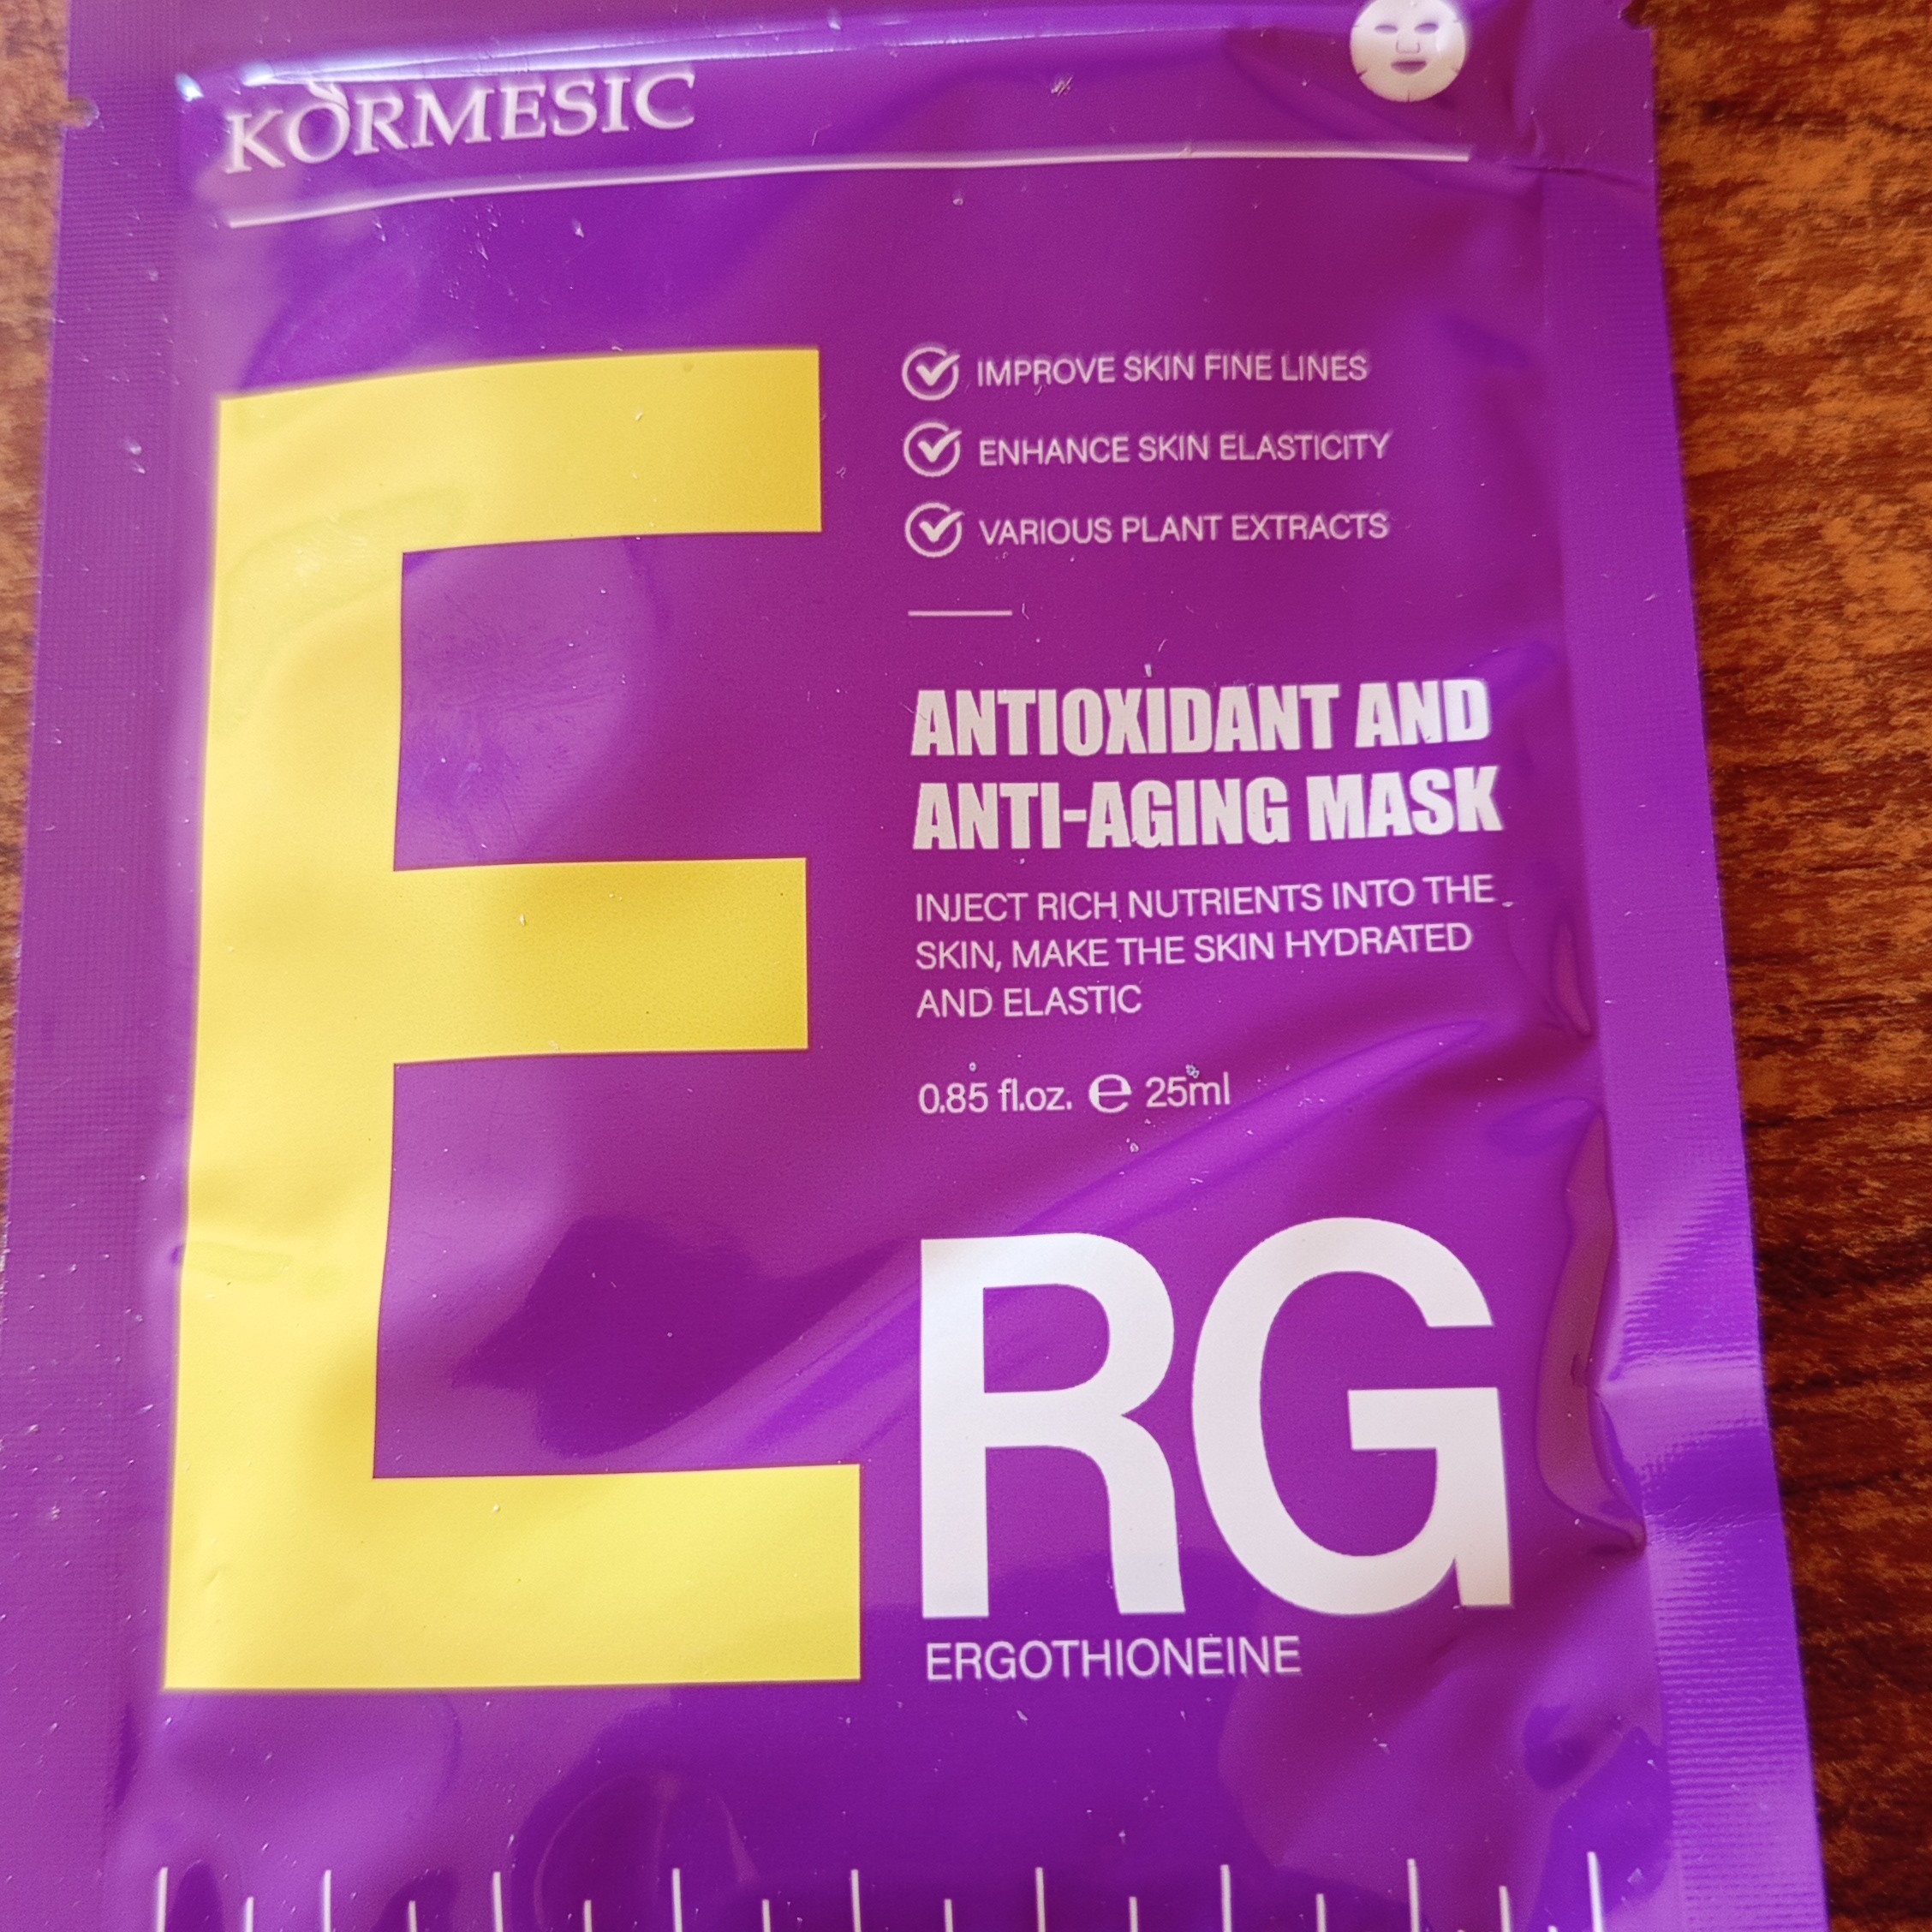 KORMESIC
IMPROVE SKIN FINE LINES
ENHANCE SKIN ELASTICITY
VARIOUS PLANT EXTRACTS
ANTIOXIDANT AND
ANTI-AGING MASK
INJECT RICH NUTRIENTS INTO THE
SKIN, MAKE THE SKIN HYDRATED
AND ELASTIC
0.85 fl.oz. e 25ml
ERG
ERGOTHIONEINE